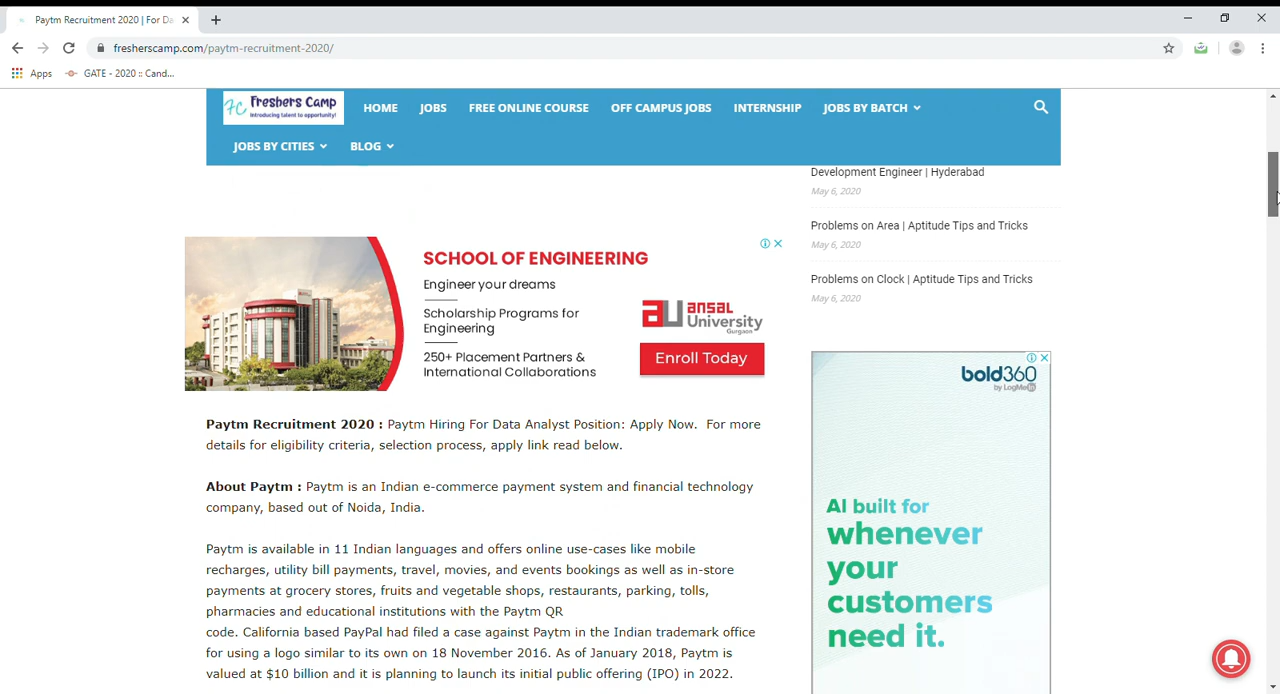 Paytm Recruitment 2020 | For Da
fresherscamp.com/paytm-recruitment-2020/
Apps
GATE - 2020 :: Cand...
FC Freshers Camp
Introducing talent to opportunity!
HOME JOBS FREE ONLINE COURSE OFF CAMPUS JOBS INTERNSHIP JOBS BY BATCH
JOBS BY CITIES BLOG
Development Engineer | Hyderabad
May 6, 2020
Problems on Area | Aptitude Tips and Tricks
May 6, 2020
Problems on Clock | Aptitude Tips and Tricks
May 6, 2020
SCHOOL OF ENGINEERING
Engineer your dreams
Scholarship Programs for
Engineering
250+ Placement Partners &
International Collaborations
au ansal
University
Gurgaon
Enroll Today
Paytm Recruitment 2020 : Paytm Hiring For Data Analyst Position: Apply Now. For more
details for eligibility criteria, selection process, apply link read below.
About Paytm : Paytm is an Indian e-commerce payment system and financial technology
company, based out of Noida, India.
Paytm is available in 11 Indian languages and offers online use-cases like mobile
recharges, utility bill payments, travel, movies, and events bookings as well as in-store
payments at grocery stores, fruits and vegetable shops, restaurants, parking, tolls,
pharmacies and educational institutions with the Paytm QR
code. California based PayPal had filed a case against Paytm in the Indian trademark office
for using a logo similar to its own on 18 November 2016. As of January 2018, Paytm is
valued at $10 billion and it is planning to launch its initial public offering (IPO) in 2022.
bold360
by LogMeIn
AI built for
whenever
your
customers
need it.